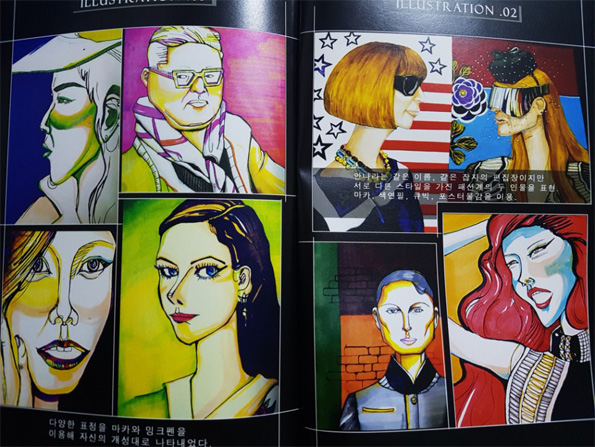 ILLUSTRATION
다양한 표정을 마카와 잉크펜을
이용해 자신의 개성대로 나타내었다.
ILLUSTRATION .02
안나라는 같은 이름, 같은 잡지의 편집장이지만
서로 다른 스타일을 가진 패션계의 두 인물을 표현.
마카, 색연필, 큐빅, 포스터물감을 이용.